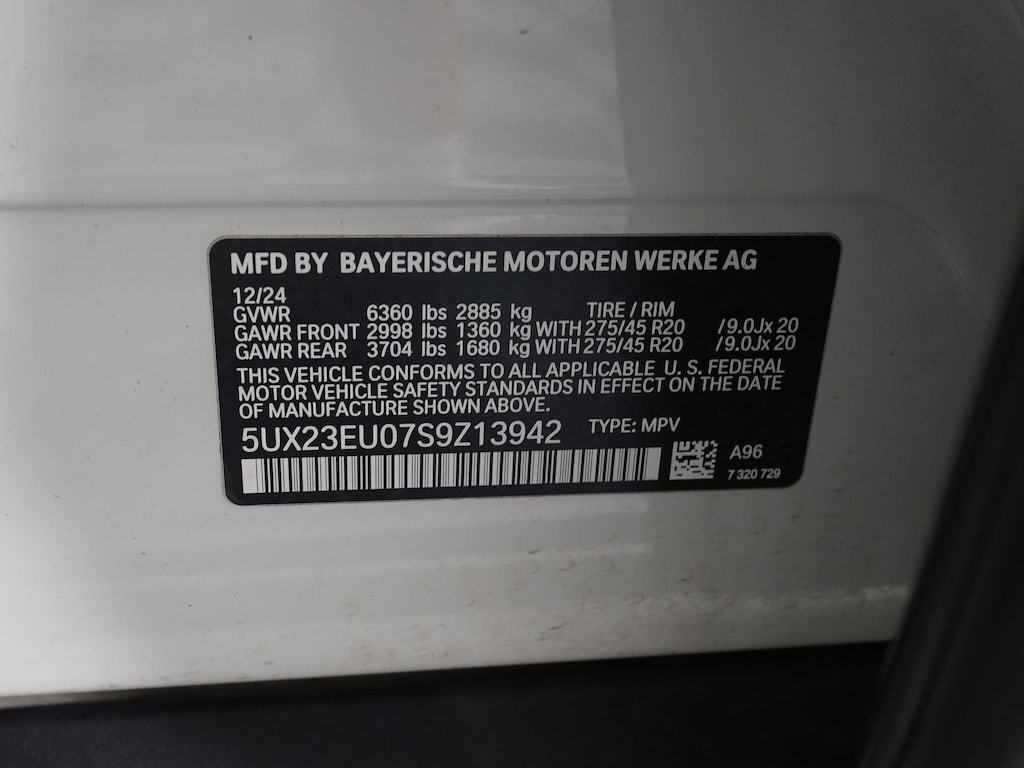 MFD BY BAYERISCHE MOTOREN WERKE AG
12/24
GVWR 6360 lbs 2885 kg TIRE / RIM
GAWR FRONT 2998 lbs 1360 kg WITH 275/45 R20 /9.0Jx 20
GAWR REAR 3704 lbs 1680 kg WITH 275/45 R20 /9.0Jx 20
THIS VEHICLE CONFORMS TO ALL APPLICABLE U. S. FEDERAL
MOTOR VEHICLE SAFETY STANDARDS IN EFFECT ON THE DATE
OF MANUFACTURE SHOWN ABOVE.
5UX23EU07S9Z13942 TYPE: MPV
A96
7 320 729